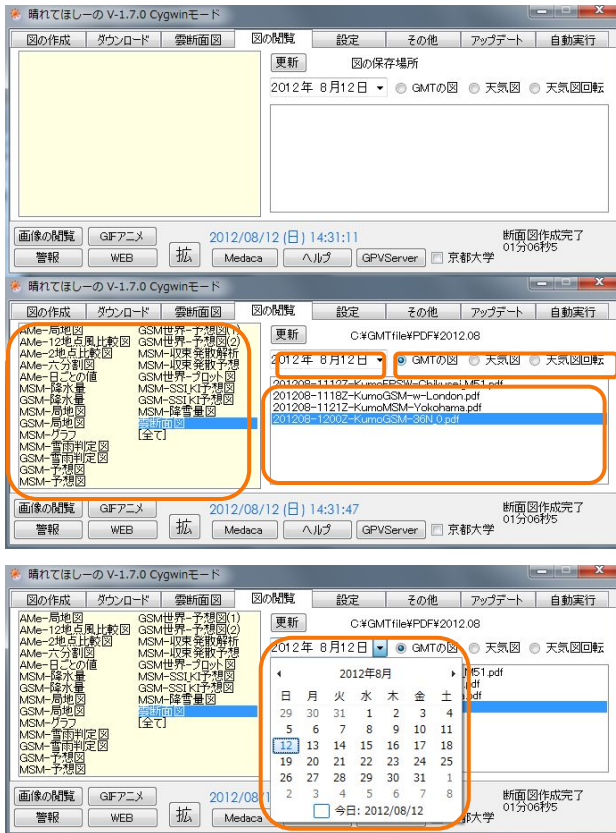 晴れてほしーの V-1.7.0 Cygwinモード
図の作成 ダウンロード 雲断面図 図の閲覧 設定 その他 アップデート 自動実行
更新 図の保存場所
2012年 8月12日 GMTの図 天気図 天気図回転
画像の閲覧 GIFアニメ 2012/08/12 (日) 14:31:11 断面図作成完了
01分06秒5
警報 WEB 拡 Medaca ヘルプ GPVServer 京都大学
晴れてほしーの V-1.7.0 Cygwinモード
図の作成 ダウンロード 雲断面図 図の閲覧 設定 その他 アップデート 自動実行
更新 C:¥GMTfile¥PDF¥2012.08
2012年 8月12日 GMTの図 天気図 天気図回転
AMe-局地図 GSM世界-予想図(1)
AMe-12地点風比較図 GSM世界-予想図(2)
AMe-2地点比較図 MSM-収束発散解析
AMe-六分割図 MSM-収束発散予想
AMe-日ごとの値 GSM世界-プロット図
MSM-降水量 MSM-SSI KI予想図
GSM-降水量 GSM-SSI KI予想図
MSM-局地図 MSM-降雪量図
GSM-局地図 雲断面図
MSM-グラフ [全て]
MSM-雪雨判定図
GSM-雪雨判定図
GSM-予想図
MSM-予想図
201208-1112Z-KumoEPSW-Chikusei M51.pdf
201208-1118Z-KumoGSM-w-London.pdf
201208-1121Z-KumoMSM-Yokohama.pdf
201208-1200Z-KumoGSM-36N_0.pdf
画像の閲覧 GIFアニメ 2012/08/12 (日) 14:31:47 断面図作成完了
01分06秒5
警報 WEB 拡 Medaca ヘルプ GPVServer 京都大学
晴れてほしーの V-1.7.0 Cygwinモード
図の作成 ダウンロード 雲断面図 図の閲覧 設定 その他 アップデート 自動実行
更新 C:¥GMTfile¥PDF¥2012.08
2012年 8月12日 GMTの図 天気図 天気図回転
AMe-局地図 GSM世界-予想図(1)
AMe-12地点風比較図 GSM世界-予想図(2)
AMe-2地点比較図 MSM-収束発散解析
AMe-六分割図 MSM-収束発散予想
AMe-日ごとの値 GSM世界-プロット図
MSM-降水量 MSM-SSI KI予想図
GSM-降水量 GSM-SSI KI予想図
MSM-局地図 MSM-降雪量図
GSM-局地図 雲断面図
MSM-グラフ [全て]
MSM-雪雨判定図
GSM-雪雨判定図
GSM-予想図
MSM-予想図
M51.pdf
pdf
pdf
2012年8月
日 月 火 水 木 金 土
29 30 31 1 2 3 4
5 6 7 8 9 10 11
12 13 14 15 16 17 18
19 20 21 22 23 24 25
26 27 28 29 30 31 1
2 3 4 5 6 7 8
今日: 2012/08/12
画像の閲覧 GIFアニメ 2012/08/1 断面図作成完了
01分06秒5
警報 WEB 拡 Medaca 都大学